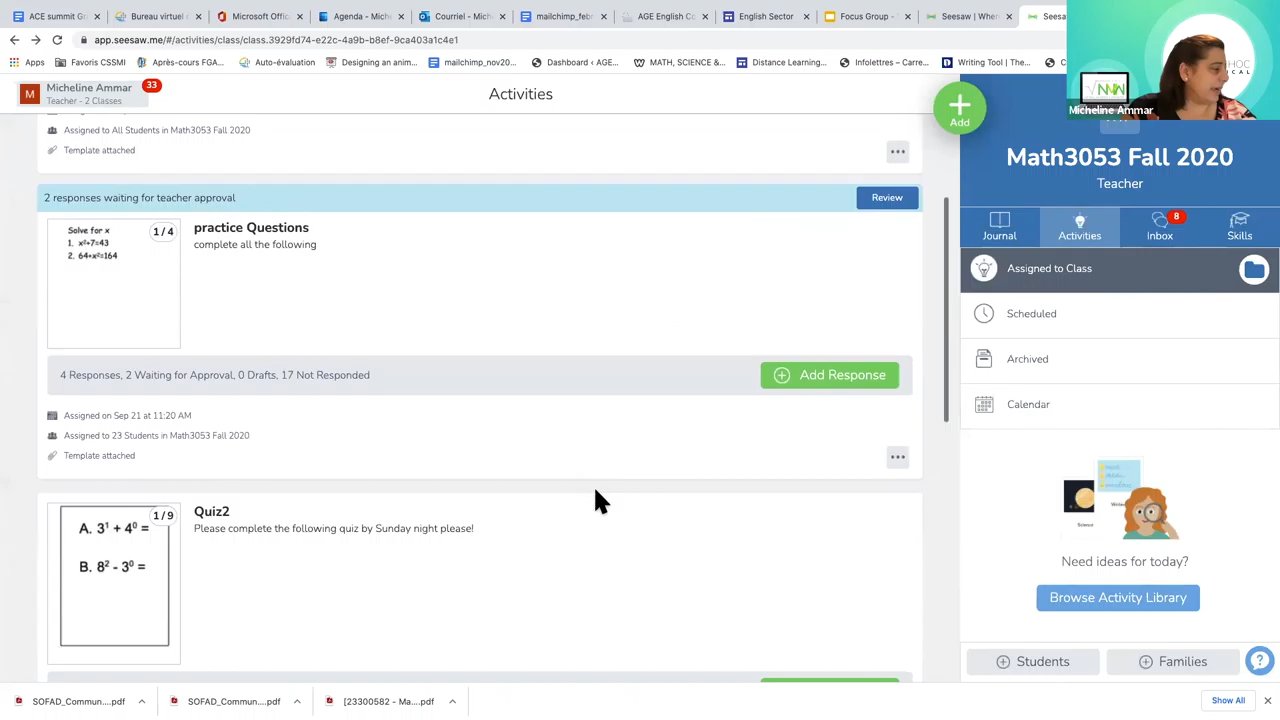 ACE summit Gr
Bureau virtuel
Microsoft Offic
Agenda - Mich
Courriel - Mich
mailchimp_febr
AGE English Co
English Sector
Focus Group -
Seesaw | Wher
Seesa
app.seesaw.me/#/activities/class/class.3929fd74-e22c-4a9b-b8ef-9ca403a1c4e1
Apps
Favoris CSSMI
Après-cours FGA...
Auto-évaluation
Designing an anim...
mailchimp_nov20...
Dashboard ‹ AGE...
MATH, SCIENCE &...
Distance Learning...
Infolettres – Carre...
Writing Tool | The...
Micheline Ammar
Micheline Ammar
33
Teacher - 2 Classes
Activities
Add
Assigned to All Students in Math3053 Fall 2020
Template attached
Math3053 Fall 2020
Teacher
Journal
Activities
Inbox
8
Skills
2 responses waiting for teacher approval
Review
Solve for x
1. x²+7=43
2. 64+x²=164
1 / 4
practice Questions
complete all the following
4 Responses, 2 Waiting for Approval, 0 Drafts, 17 Not Responded
Add Response
Assigned on Sep 21 at 11:20 AM
Assigned to 23 Students in Math3053 Fall 2020
Template attached
Assigned to Class
Scheduled
Archived
Calendar
Science
Need ideas for today?
Browse Activity Library
A. 3¹ + 4⁰ =
B. 8² - 3⁰ =
1 / 9
Quiz2
Please complete the following quiz by Sunday night please!
Students
Families
SOFAD_Commun....pdf
SOFAD_Commun....pdf
[23300582 - Ma....pdf
Show All